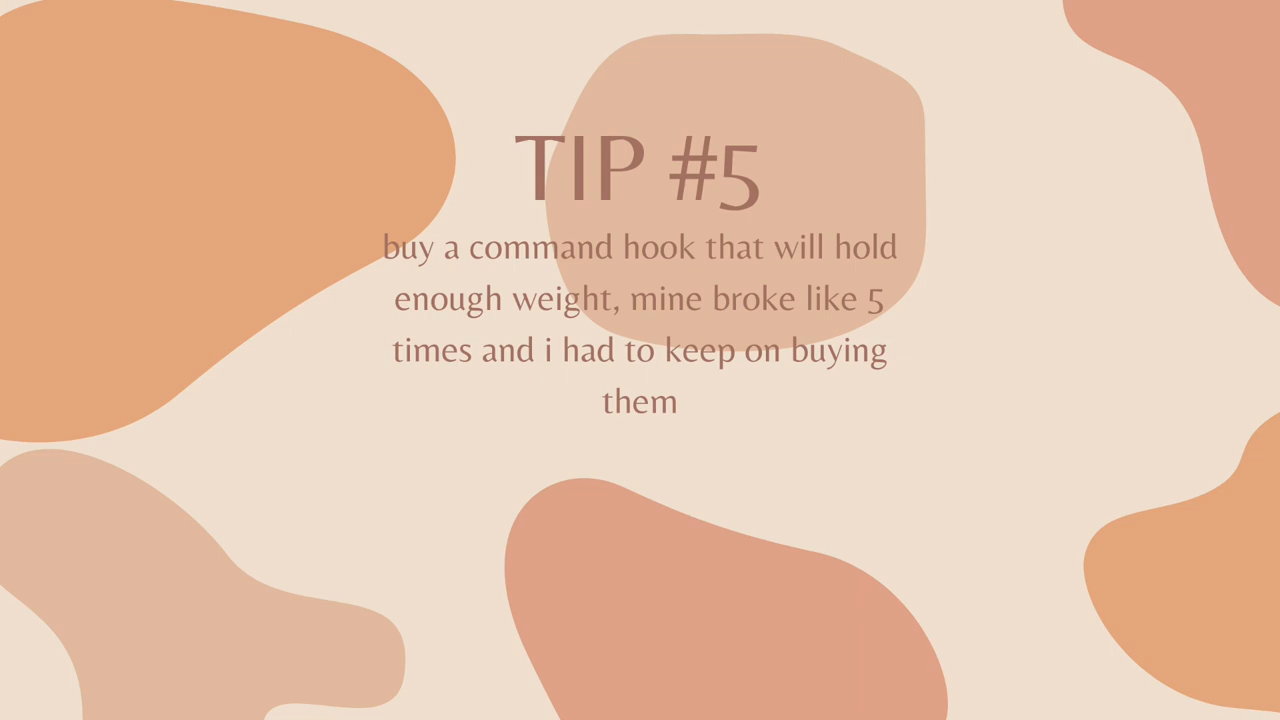 TIP #5
buy a command hook that will hold
enough weight, mine broke like 5
times and i had to keep on buying
them